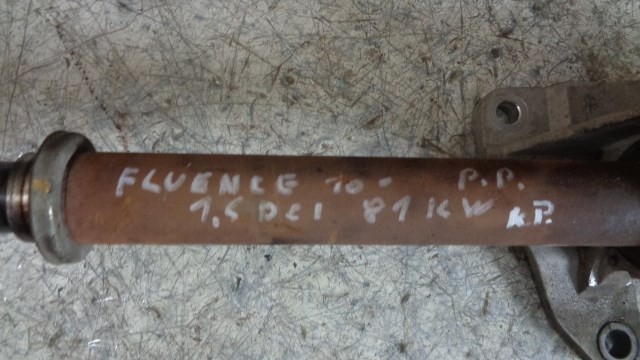 FLUENCE 10- P.P.
1,5 DCI 81 KW K.P.